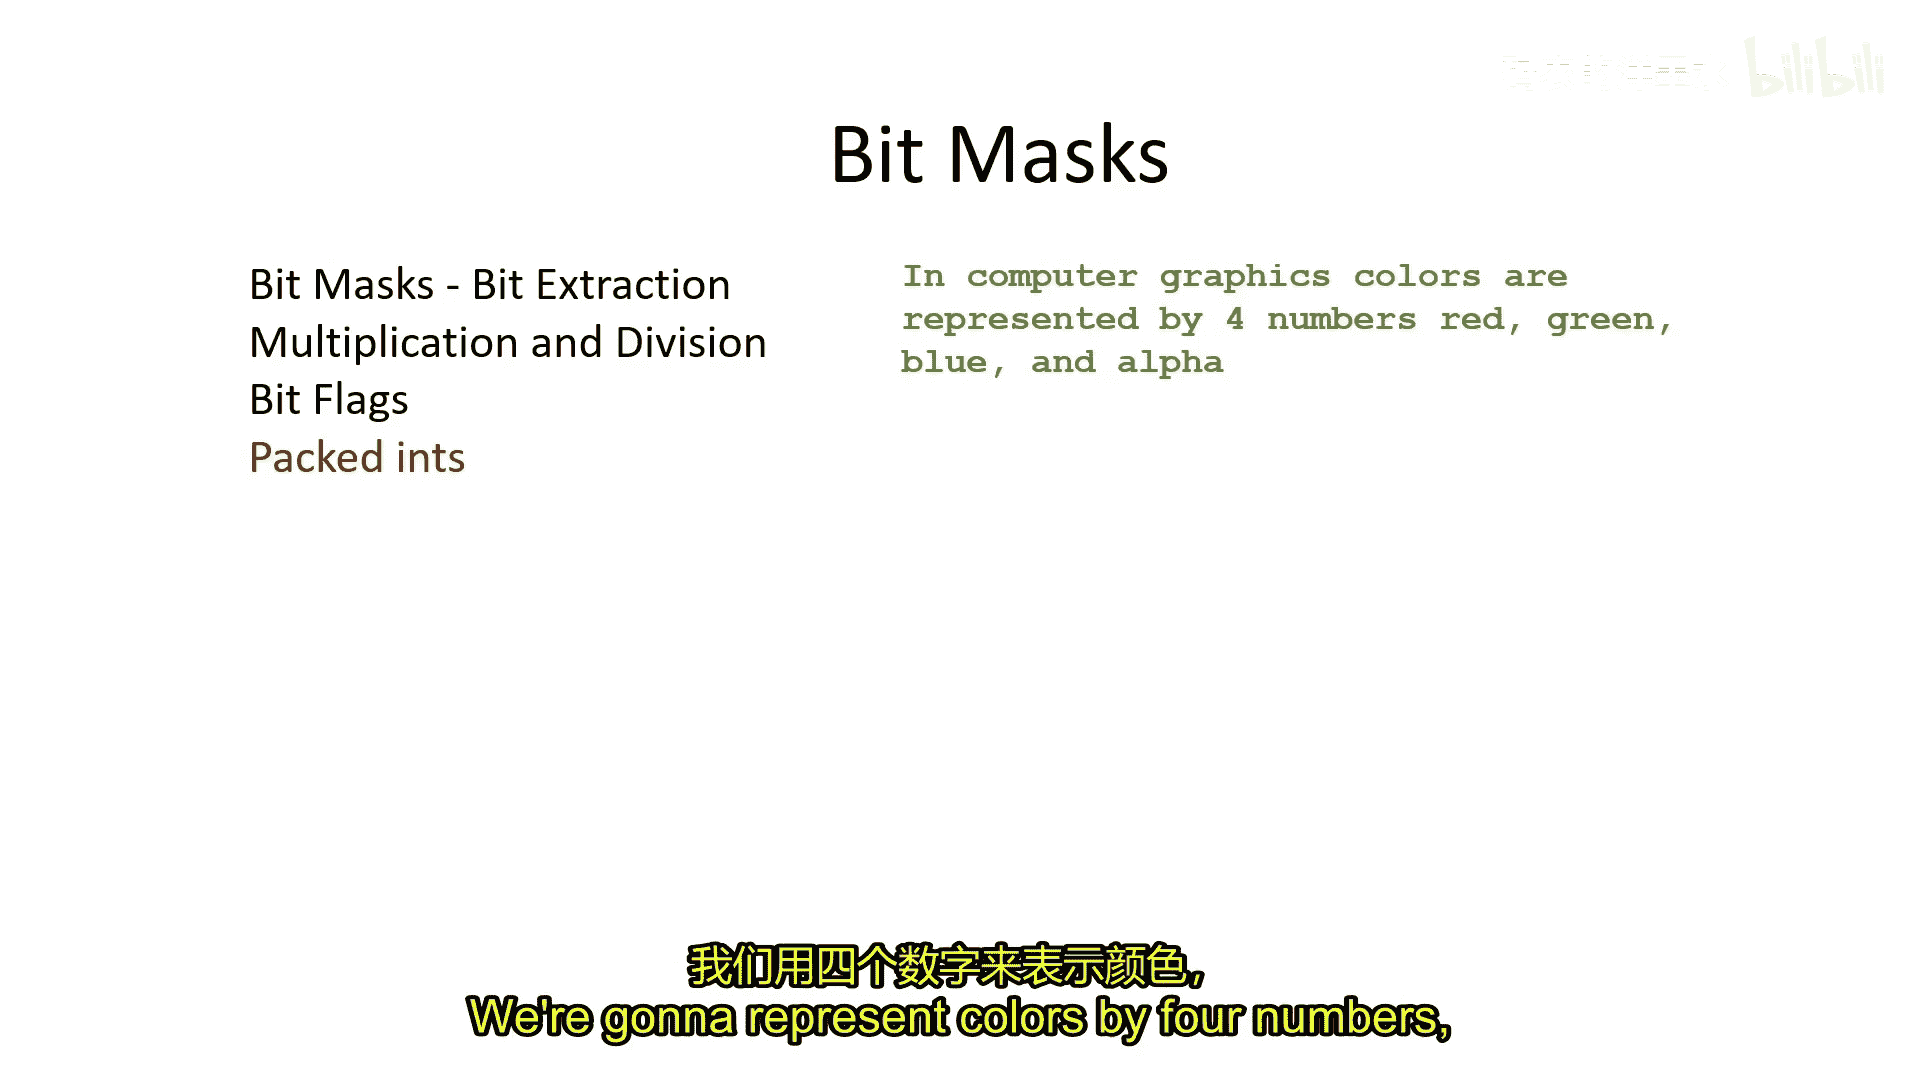 bilibili
Bit Masks
Bit Masks - Bit Extraction
Multiplication and Division
Bit Flags
Packed ints
In computer graphics colors are
represented by 4 numbers red, green,
blue, and alpha
我们用四个数字来表示颜色,
We're gonna represent colors by four numbers,